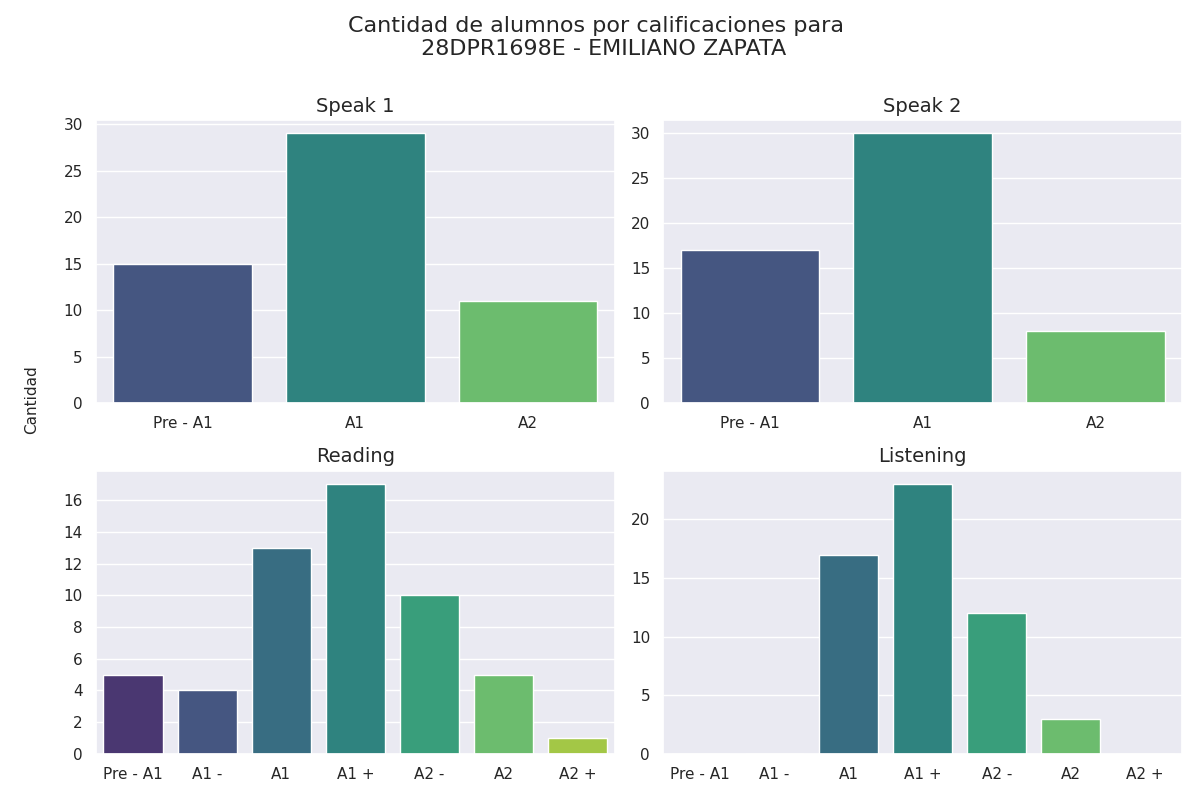 Cantidad de alumnos por calificaciones para
28DPR1698E - EMILIANO ZAPATA
Speak 1
30
25
20
15
10
5
0
Pre - A1 A1 A2
Speak 2
30
25
20
15
10
5
0
Pre - A1 A1 A2
Cantidad
Reading
16
14
12
10
8
6
4
2
0
Pre - A1 A1 - A1 A1 + A2 - A2 A2 +
Listening
20
15
10
5
0
Pre - A1 A1 - A1 A1 + A2 - A2 A2 +